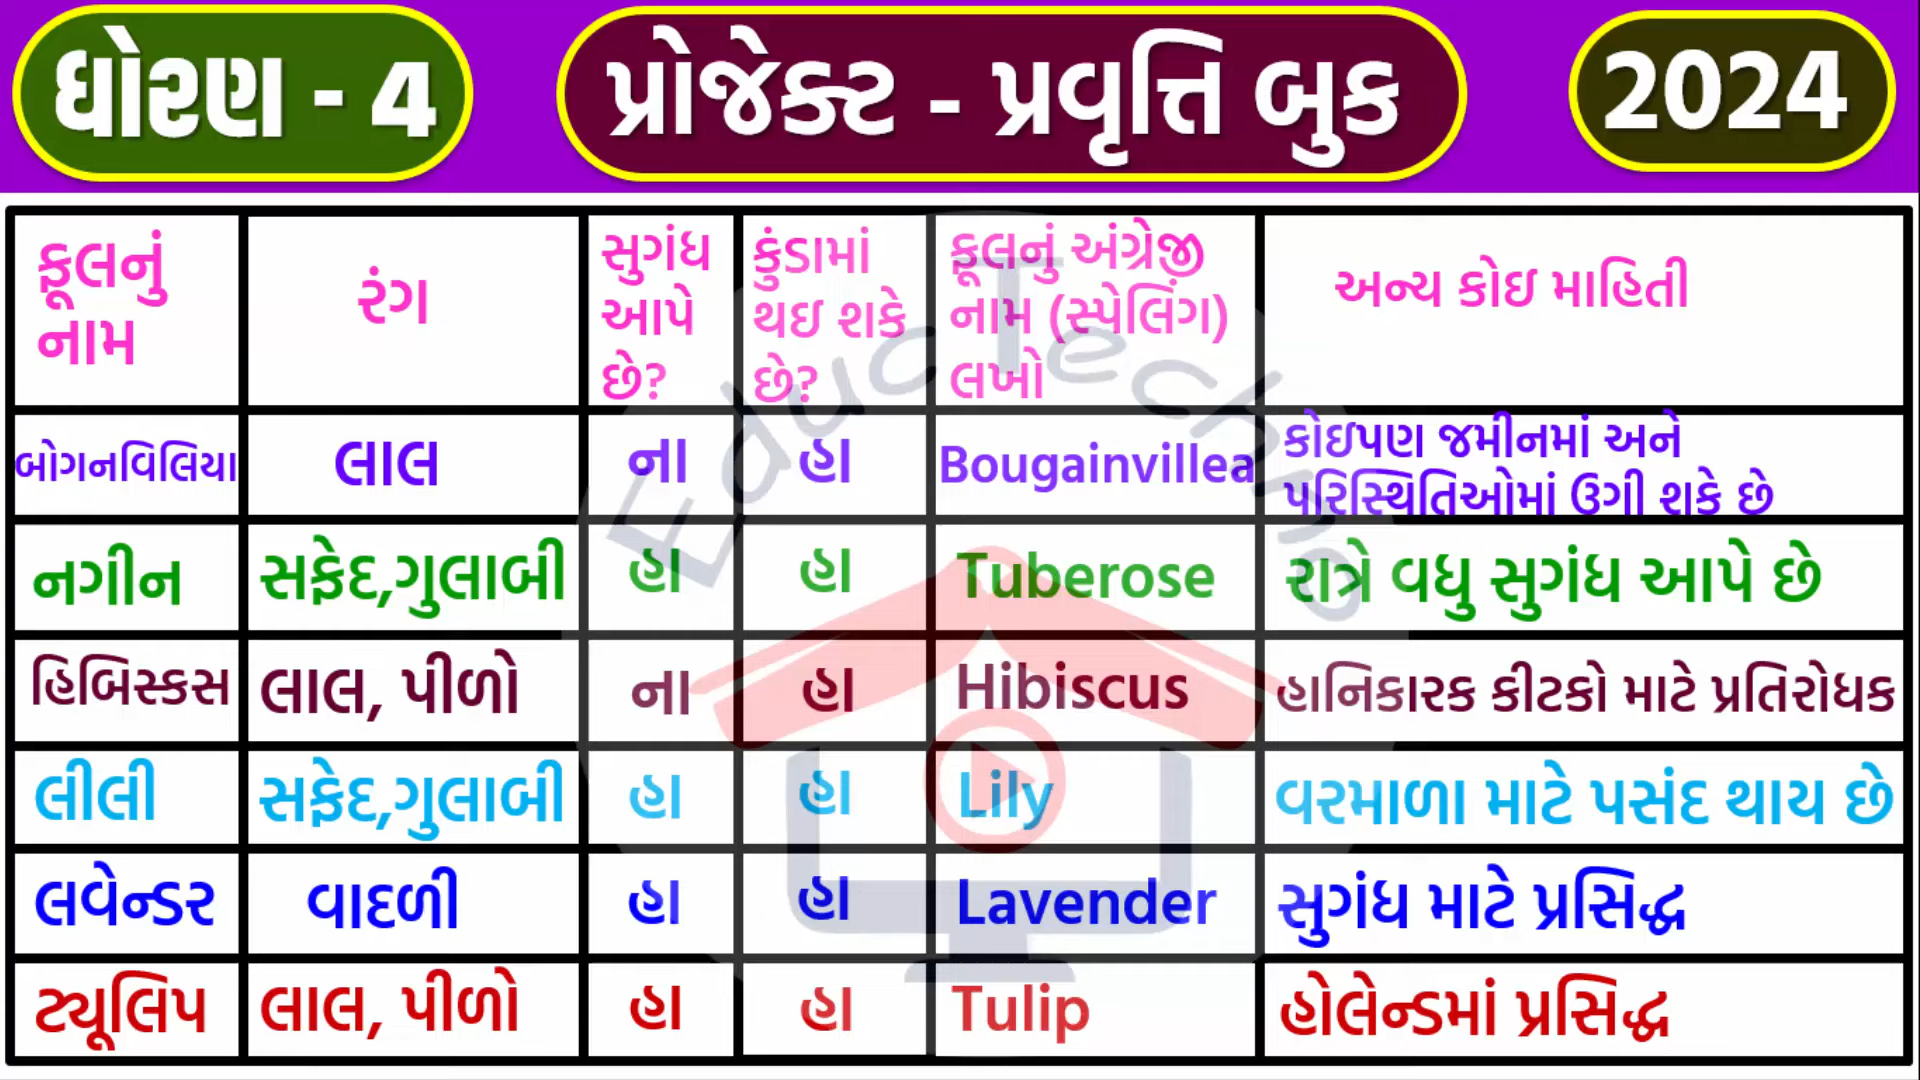 ધોરણ - 4
પ્રોજેક્ટ - પ્રવૃત્તિ બુક
2024
ફૂલનું
નામ
રંગ
સુગંધ
આપે
છે?
કુંડામાં
થઇ શકે
છે?
ફૂલનું અંગ્રેજી
નામ (સ્પેલિંગ)
લખો
અન્ય કોઇ માહિતી
બોગનવિલિયા
લાલ
ના
હા
Bougainvillea
કોઇપણ જમીનમાં અને
પરિસ્થિતિઓમાં ઉગી શકે છે
નગીન
સફેદ,ગુલાબી
હા
હા
Tuberose
રાત્રે વધુ સુગંધ આપે છે
હિબિસ્કસ
લાલ, પીળો
ના
હા
Hibiscus
હાનિકારક કીટકો માટે પ્રતિરોધક
લીલી
સફેદ,ગુલાબી
હા
હા
Lily
વરમાળા માટે પસંદ થાય છે
લવેન્ડર
વાદળી
હા
હા
Lavender
સુગંધ માટે પ્રસિદ્ધ
ટ્યૂલિપ
લાલ, પીળો
હા
હા
Tulip
હોલેન્ડમાં પ્રસિદ્ધ
EducTechno